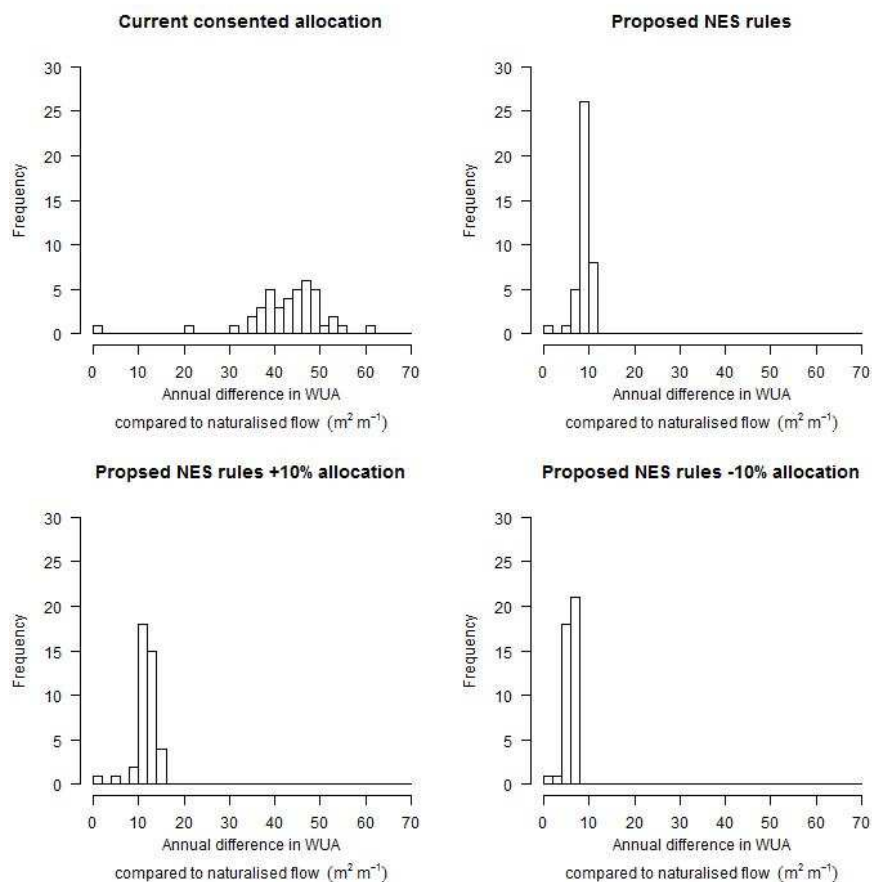 Current consented allocation
30
25
20
15
10
5
0
Frequency
0 10 20 30 40 50 60 70
Annual difference in WUA
compared to naturalised flow (m² m⁻¹)
Proposed NES rules
30
25
20
15
10
5
0
Frequency
0 10 20 30 40 50 60 70
Annual difference in WUA
compared to naturalised flow (m² m⁻¹)
Propsed NES rules +10% allocation
30
25
20
15
10
5
0
Frequency
0 10 20 30 40 50 60 70
Annual difference in WUA
compared to naturalised flow (m² m⁻¹)
Proposed NES rules -10% allocation
30
25
20
15
10
5
0
Frequency
0 10 20 30 40 50 60 70
Annual difference in WUA
compared to naturalised flow (m² m⁻¹)